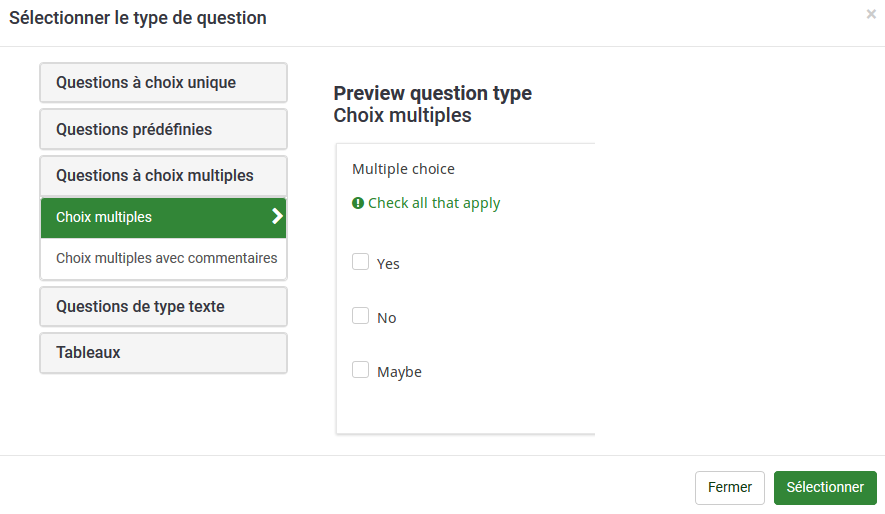 Sélectionner le type de question
×
Questions à choix unique
Questions prédéfinies
Questions à choix multiples
Choix multiples
Choix multiples avec commentaires
Questions de type texte
Tableaux
Preview question type
Choix multiples
Multiple choice
Check all that apply
Yes
No
Maybe
Fermer
Sélectionner